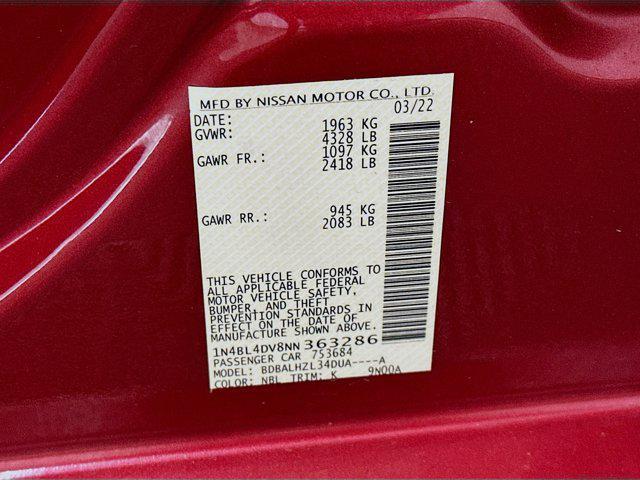 MFD BY NISSAN MOTOR CO., LTD.
DATE: 03/22
GVWR: 1963 KG
4328 LB
GAWR FR.: 1097 KG
2418 LB
GAWR RR.: 945 KG
2083 LB
THIS VEHICLE CONFORMS TO
ALL APPLICABLE FEDERAL
MOTOR VEHICLE SAFETY,
BUMPER, AND THEFT
PREVENTION STANDARDS IN
EFFECT ON THE DATE OF
MANUFACTURE SHOWN ABOVE.
1N4BL4DV8NN 363286
PASSENGER CAR 753684
MODEL: BDBALHZL34DUA----A
COLOR: NBL TRIM: K 9N00A